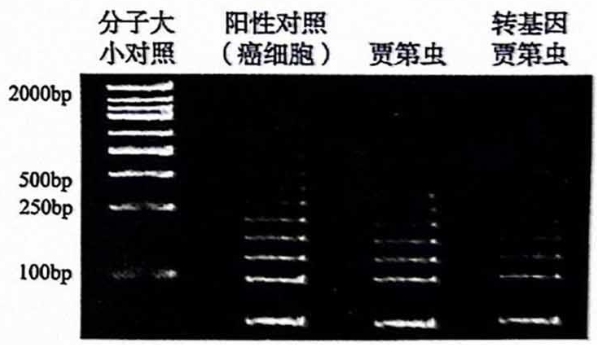 分子大
小对照
阳性对照
（癌细胞）
贾第虫
转基因
贾第虫
2000bp
500bp
250bp
100bp